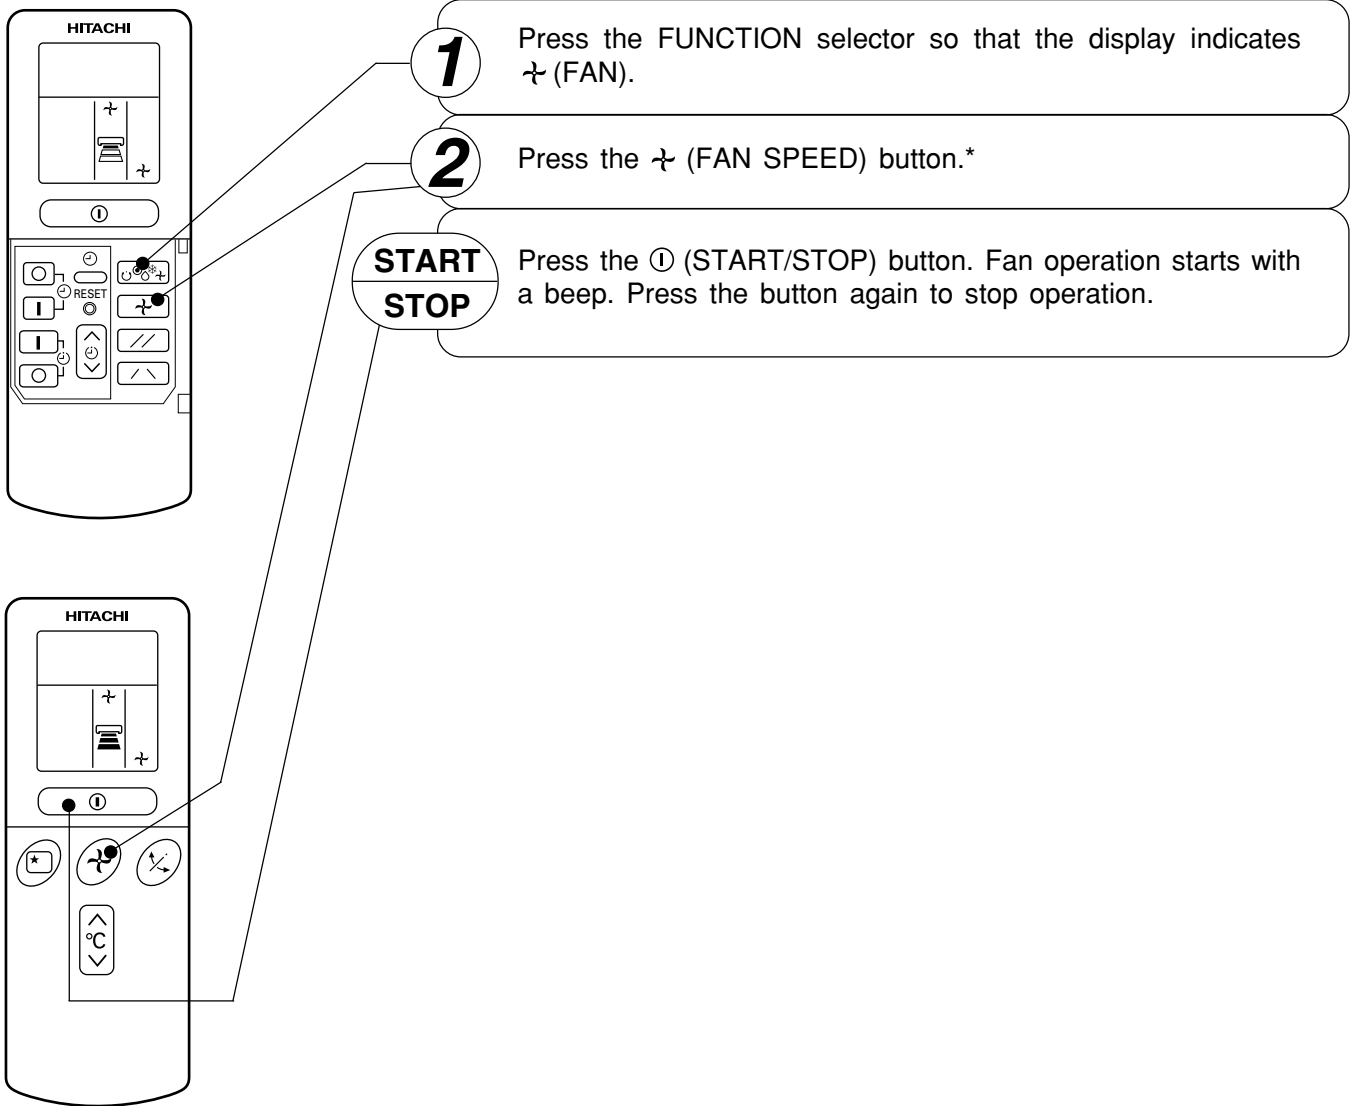 HITACHI
RESET
1
Press the FUNCTION selector so that the display indicates
(FAN).
2
Press the (FAN SPEED) button.*
START
STOP
Press the (START/STOP) button. Fan operation starts with
a beep. Press the button again to stop operation.
HITACHI
°C